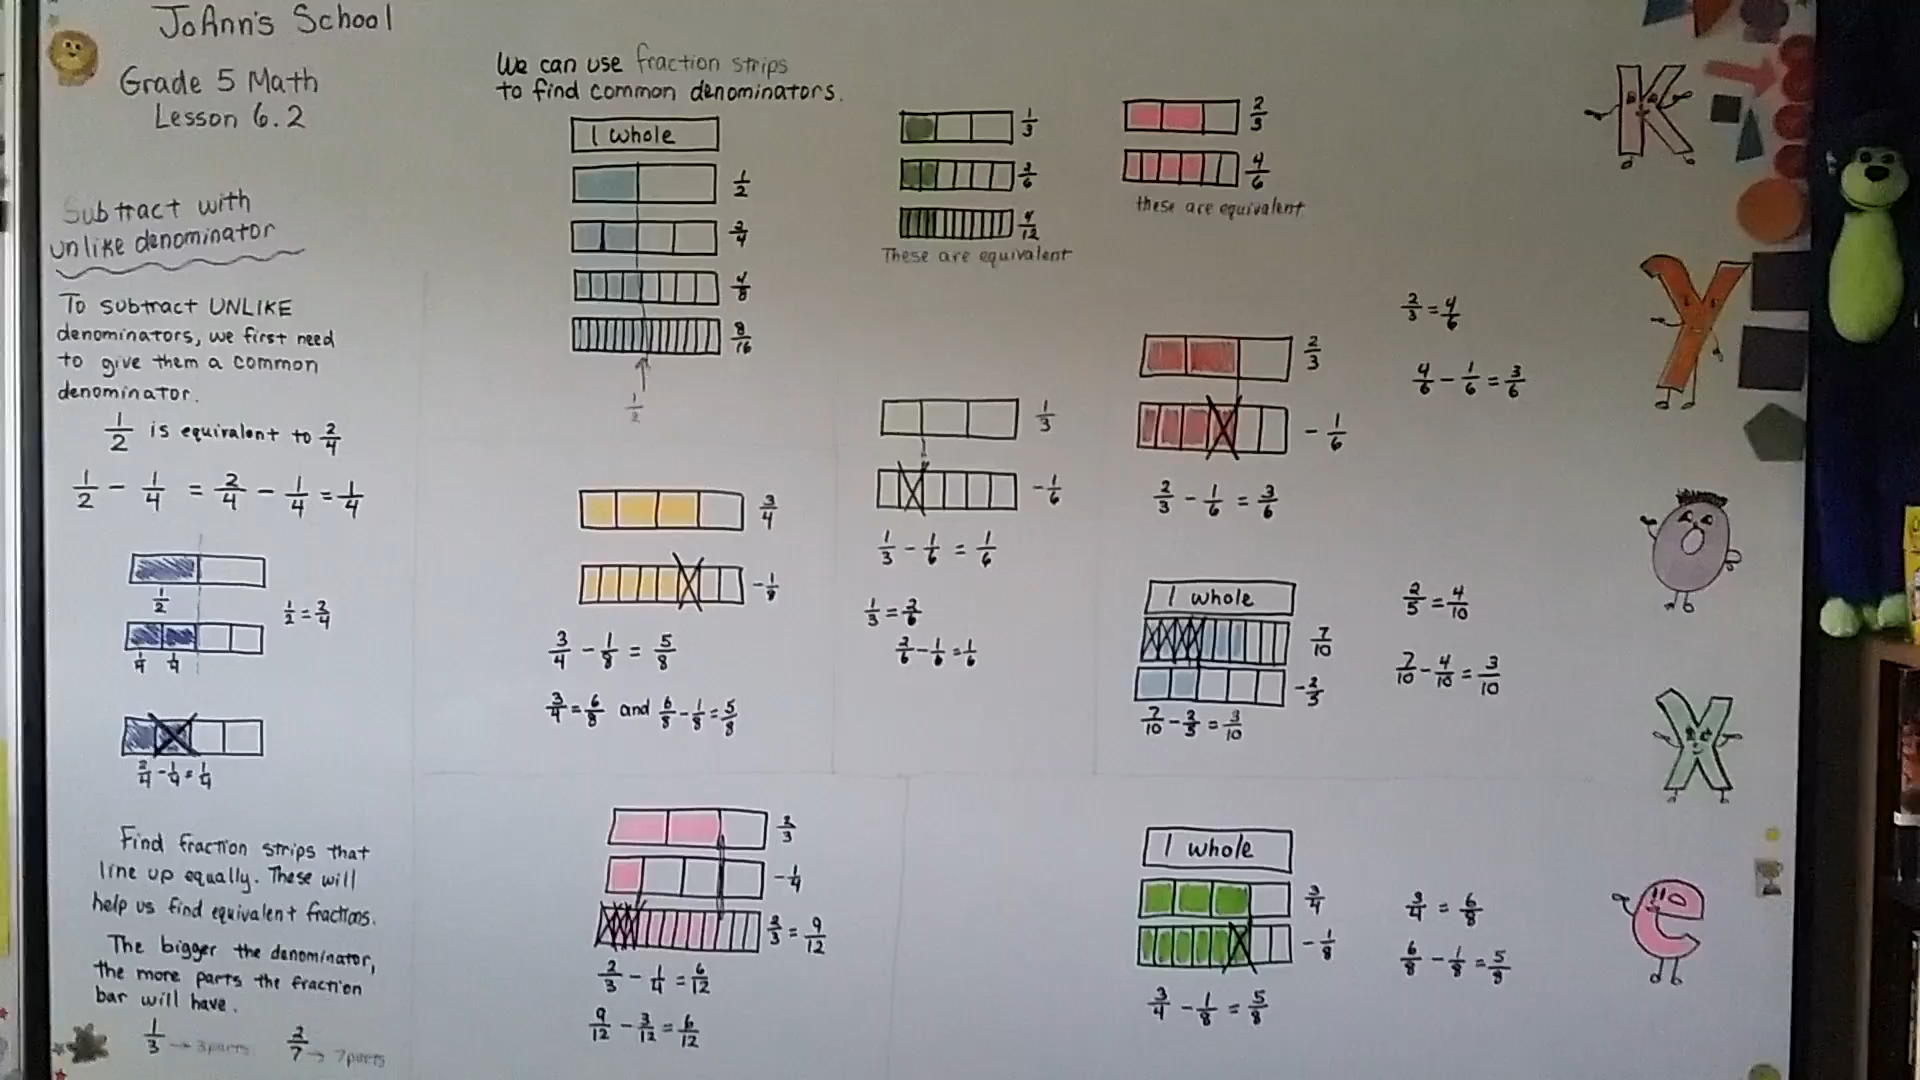 JoAnn's School
Grade 5 Math
Lesson 6.2
Subtract with
unlike denominator
To subtract UNLIKE
denominators, we first need
to give them a common
denominator.
1/2 is equivalent to 2/4
1/2 - 1/4 = 2/4 - 1/4 = 1/4
1/2
1/2 = 2/4
1/4 1/4
2/4 - 1/4 = 1/4
Find fraction strips that
line up equally. These will
help us find equivalent fractions.
The bigger the denominator,
the more parts the fraction
bar will have.
1/3 → 3 parts 2/7 → 7 parts
We can use fraction strips
to find common denominators.
1 whole
1/2
2/4
4/8
8/16
1/2
1/3
2/6
4/12
These are equivalent
2/3
4/6
these are equivalent
3/4
- 1/8
3/4 - 1/8 = 5/8
3/4 = 6/8 and 6/8 - 1/8 = 5/8
1/3
- 1/6
1/3 - 1/6 = 1/6
1/3 = 2/6
2/6 - 1/6 = 1/6
2/3
- 1/6
2/3 - 1/6 = 3/6
2/3 = 4/6
4/6 - 1/6 = 3/6
1 whole
7/10
- 2/5
7/10 - 2/5 = 3/10
2/5 = 4/10
7/10 - 4/10 = 3/10
2/3
- 1/4
2/3 = 9/12
2/3 - 1/4 = 6/12
9/12 - 3/12 = 6/12
1 whole
3/4
- 1/8
3/4 - 1/8 = 5/8
3/4 = 6/8
6/8 - 1/8 = 5/8
K
Y
O
X
e